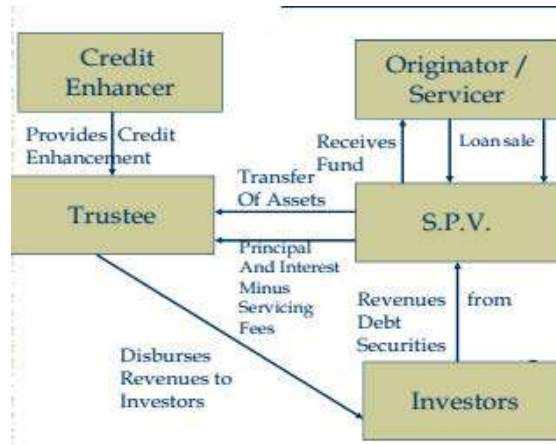 Credit
Enhancer
Originator /
Servicer
Provides Credit
Enhancement
Receives
Fund
Loan sale
Transfer
Of Assets
Trustee
S.P.V.
Principal
And Interest
Minus
Servicing
Fees
Revenues from
Debt
Securities
Disburses
Revenues to
Investors
Investors